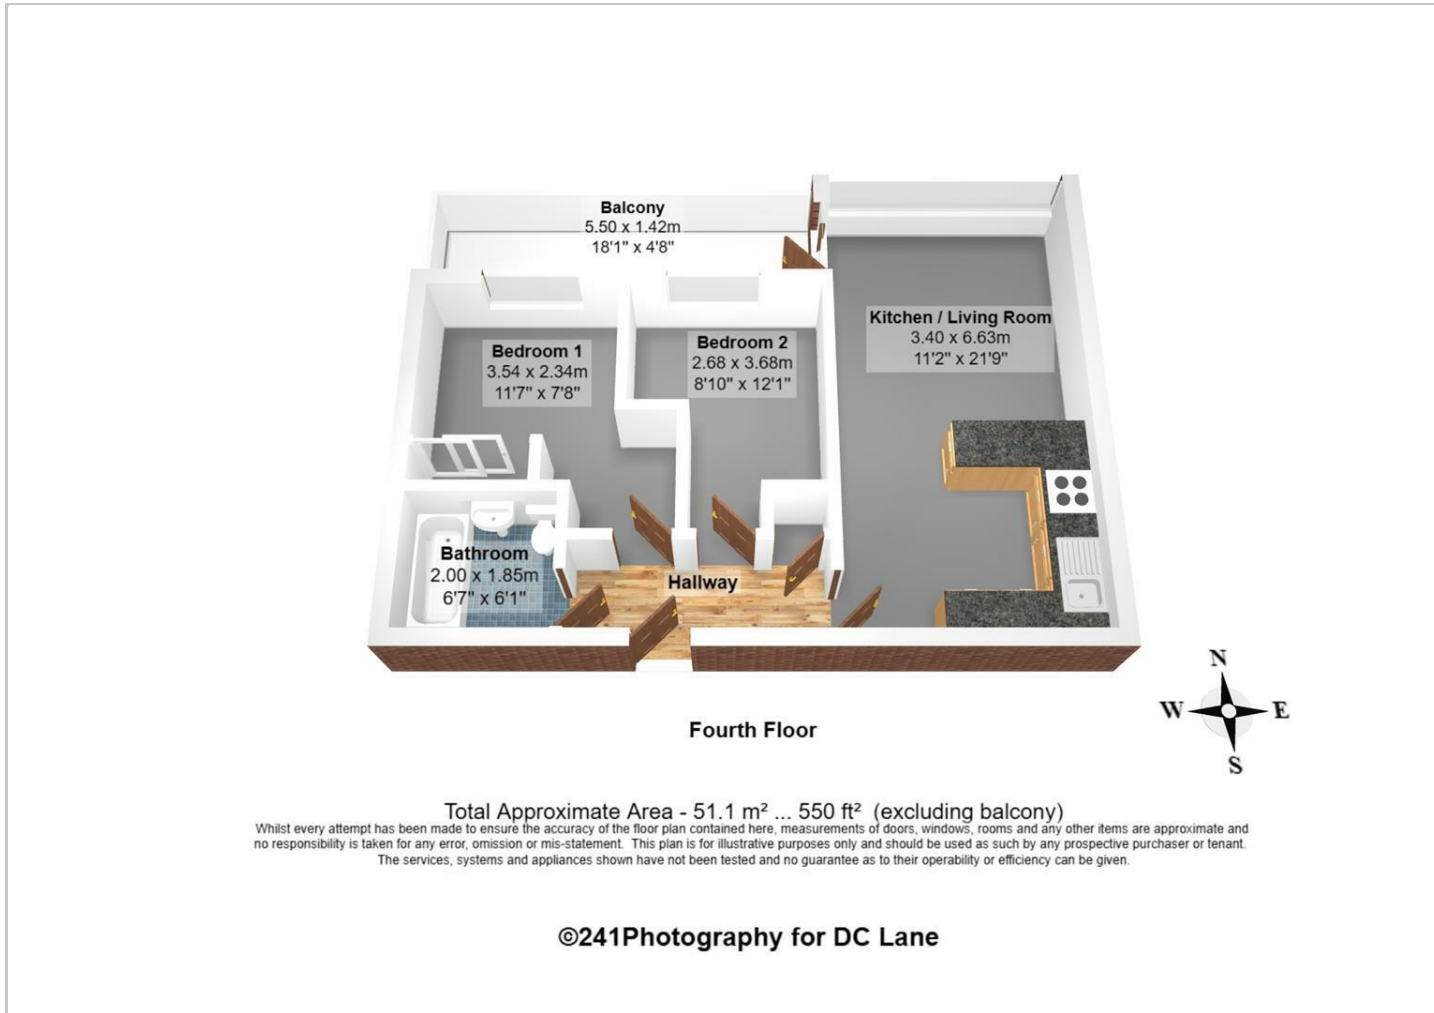 Balcony
5.50 x 1.42m
18'1" x 4'8"
Kitchen / Living Room
3.40 x 6.63m
11'2" x 21'9"
Bedroom 1
3.54 x 2.34m
11'7" x 7'8"
Bedroom 2
2.68 x 3.68m
8'10" x 12'1"
Bathroom
2.00 x 1.85m
6'7" x 6'1"
Hallway
N
W E
S
Fourth Floor
Total Approximate Area - 51.1 m² ... 550 ft² (excluding balcony)
Whilst every attempt has been made to ensure the accuracy of the floor plan contained here, measurements of doors, windows, rooms and any other items are approximate and
no responsibility is taken for any error, omission or mis-statement. This plan is for illustrative purposes only and should be used as such by any prospective purchaser or tenant.
The services, systems and appliances shown have not been tested and no guarantee as to their operability or efficiency can be given.
©241Photography for DC Lane